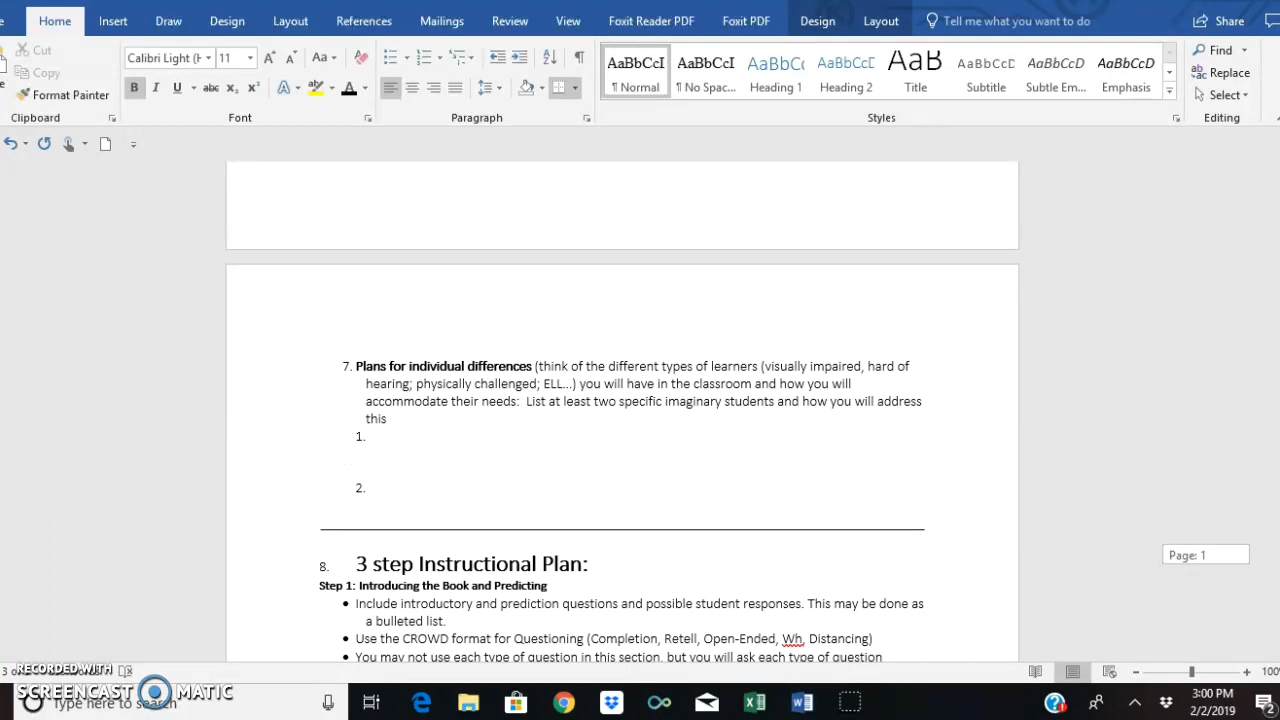 Home Insert Draw Design Layout References Mailings Review View Foxit Reader PDF Foxit PDF Design Layout Tell me what you want to do Share
Cut
Copy
Format Painter
Clipboard
Calibri Light (H 11
Aa
B I U abc x₂ x² A A
Font
Paragraph
AaBbCcI AaBbCcI AaBbCc AaBbCcD AaB AaBbCcD AaBbCcD AaBbCcD
¶ Normal ¶ No Spac... Heading 1 Heading 2 Title Subtitle Subtle Em... Emphasis
Styles
Find
Replace
Select
Editing
7. Plans for individual differences (think of the different types of learners (visually impaired, hard of
hearing; physically challenged; ELL...) you will have in the classroom and how you will
accommodate their needs: List at least two specific imaginary students and how you will address
this
1.
2.
8. 3 step Instructional Plan:
Step 1: Introducing the Book and Predicting
• Include introductory and prediction questions and possible student responses. This may be done as
a bulleted list.
• Use the CROWD format for Questioning (Completion, Retell, Open-Ended, Wh, Distancing)
• You may not use each type of question in this section, but you will ask each type of question
Page: 1
RECORDED WITH
SCREENCAST MATIC
Type here to search
100%
3:00 PM
2/2/2019